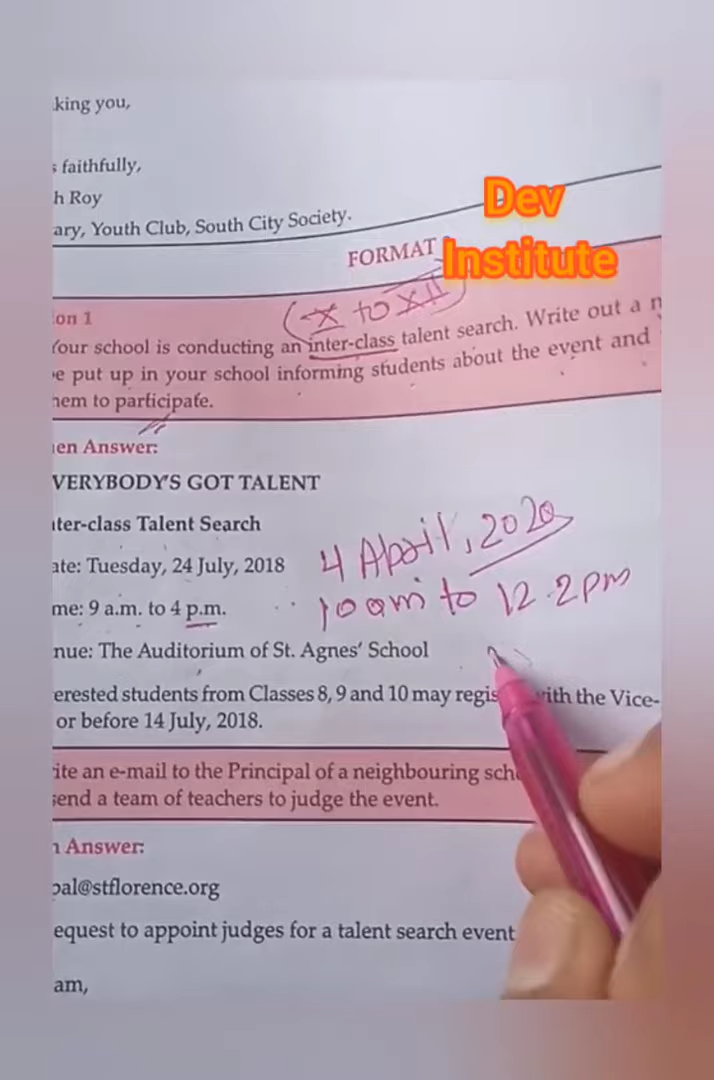 king you,
s faithfully,
h Roy
ary, Youth Club, South City Society.
Dev
Institute
FORMAT
(X to XII)
on 1
Your school is conducting an inter-class talent search. Write out a n
e put up in your school informing students about the event and
hem to participate.
en Answer:
VERYBODY'S GOT TALENT
ter-class Talent Search
ate: Tuesday, 24 July, 2018
4 April, 2020
me: 9 a.m. to 4 p.m.
10 am to 12.2pm
nue: The Auditorium of St. Agnes' School
erested students from Classes 8, 9 and 10 may regis with the Vice-
or before 14 July, 2018.
ite an e-mail to the Principal of a neighbouring sch
send a team of teachers to judge the event.
n Answer:
pal@stflorence.org
equest to appoint judges for a talent search event
am,